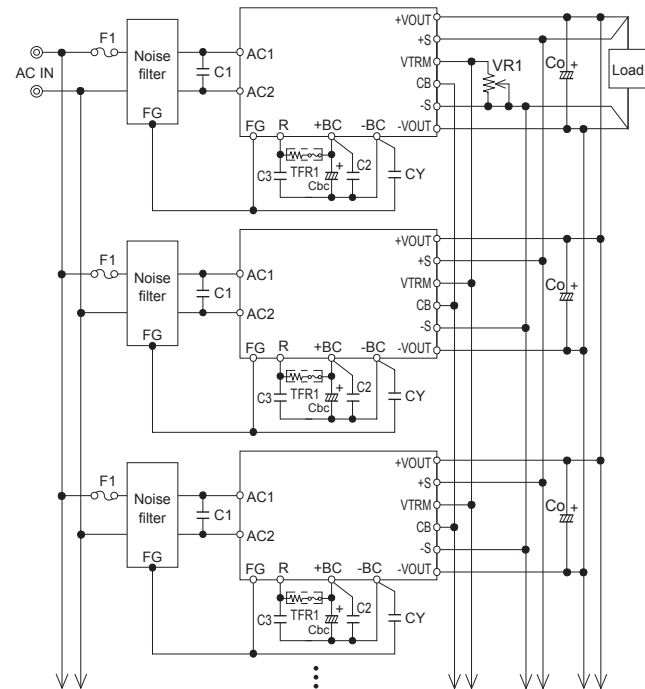 +VOUT
F1
Noise
filter
AC1
+S
AC IN
C1
VTRM
VR1
Co
+
Load
CB
AC2
-S
FG
FG
R
+BC
-BC
-VOUT
C3
TFR1
+
Cbc
C2
CY
+VOUT
F1
Noise
filter
AC1
+S
C1
VTRM
Co
+
CB
AC2
-S
FG
FG
R
+BC
-BC
-VOUT
C3
TFR1
+
Cbc
C2
CY
+VOUT
F1
Noise
filter
AC1
+S
C1
VTRM
Co
+
CB
AC2
-S
FG
FG
R
+BC
-BC
-VOUT
C3
TFR1
+
Cbc
C2
CY